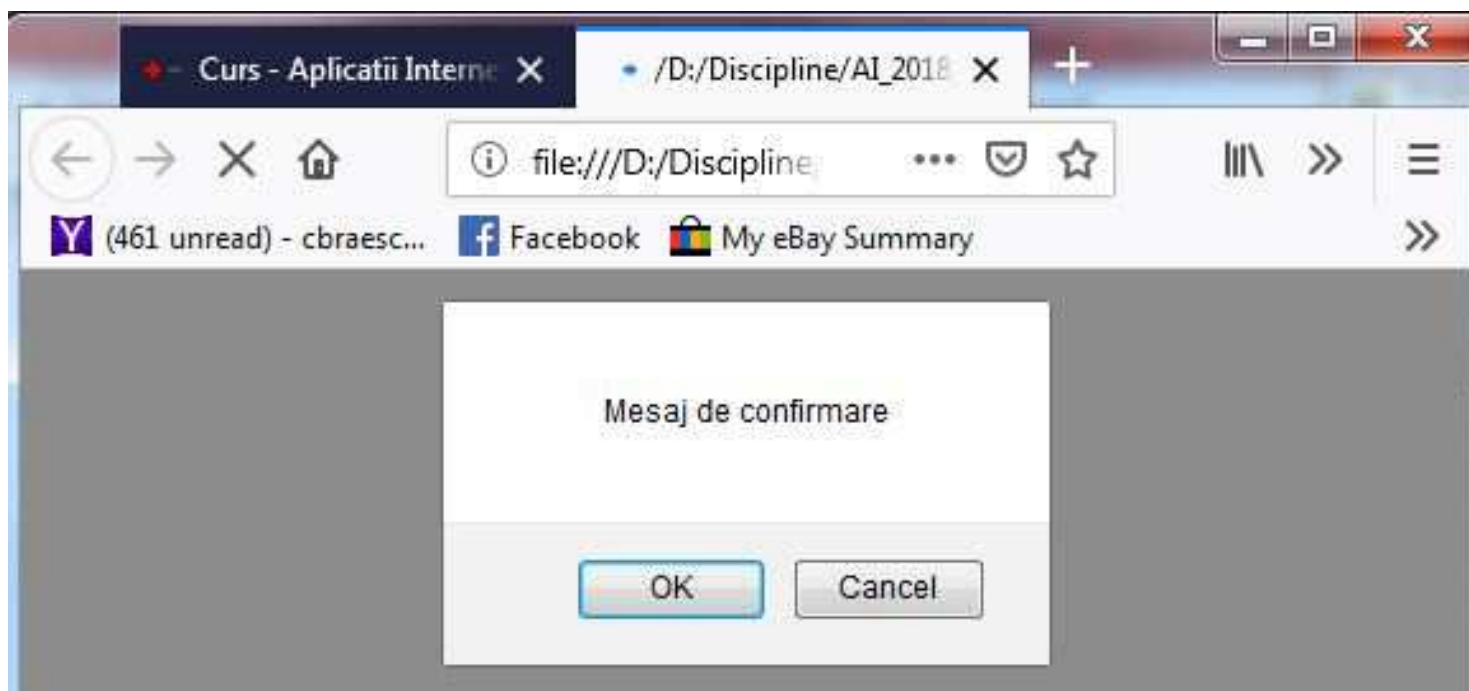 Curs - Aplicatii Interne
/D:/Discipline/AI_2018
file:///D:/Discipline/
(461 unread) - cbraesc...
Facebook
My eBay Summary
Mesaj de confirmare
OK
Cancel